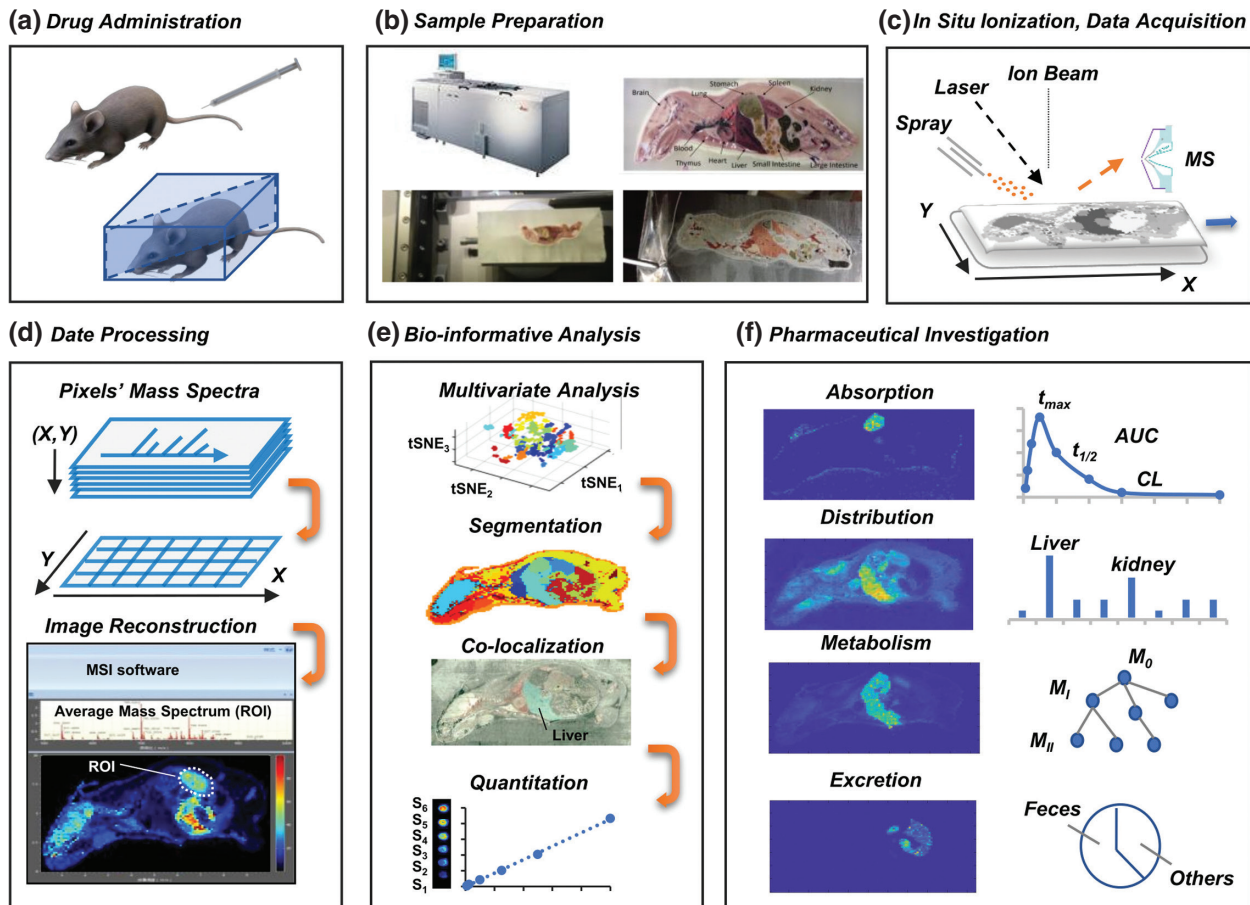 (a) Drug Administration
(b) Sample Preparation
Brain
Lung
Stomach
Spleen
Kidney
Blood
Thymus
Heart
Liver
Small Intestine
Large Intestine
(c) In Situ Ionization, Data Acquisition
Ion Beam
Laser
Spray
MS
Y
X
(d) Date Processing
Pixels' Mass Spectra
(X,Y)
Y
X
Image Reconstruction
MSI software
Average Mass Spectrum (ROI)
ROI
(e) Bio-informative Analysis
Multivariate Analysis
tSNE3
tSNE2
tSNE1
Segmentation
Co-localization
Liver
Quantitation
S6
S5
S4
S3
S2
S1
(f) Pharmaceutical Investigation
Absorption
tmax
t1/2
AUC
CL
Distribution
Liver
kidney
Metabolism
M0
MI
MII
Excretion
Feces
Others